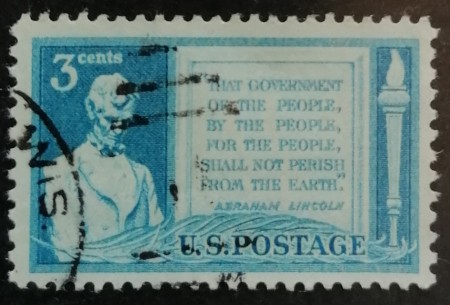 3 cents
THAT GOVERNMENT
OF THE PEOPLE,
BY THE PEOPLE,
FOR THE PEOPLE,
SHALL NOT PERISH
FROM THE EARTH."
ABRAHAM LINCOLN
U.S. POSTAGE
NNIS